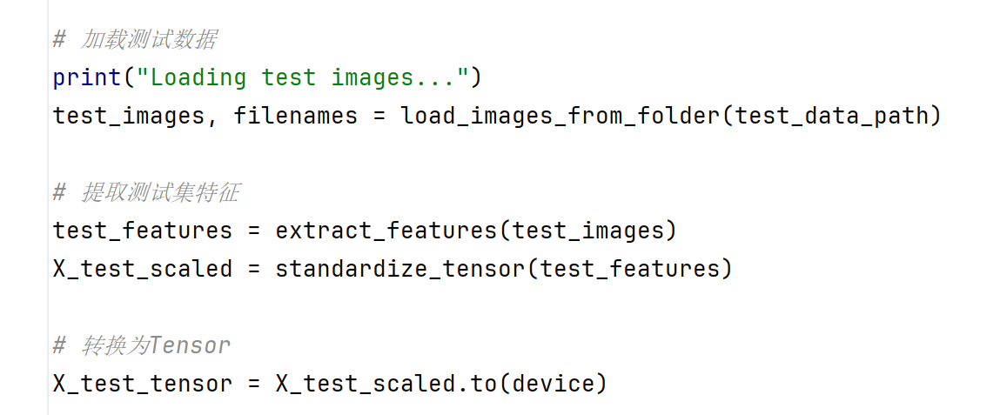 # 加载测试数据
print("Loading test images...")
test_images, filenames = load_images_from_folder(test_data_path)
# 提取测试集特征
test_features = extract_features(test_images)
X_test_scaled = standardize_tensor(test_features)
# 转换为Tensor
X_test_tensor = X_test_scaled.to(device)